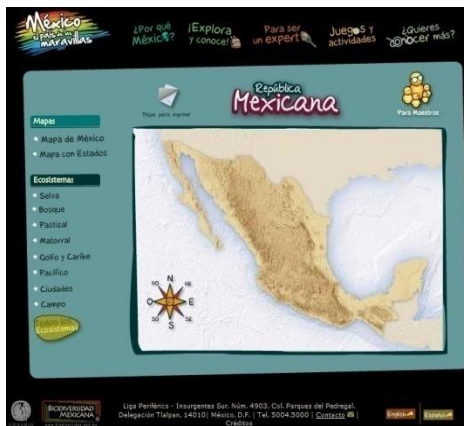 México
el país de las
maravillas
¿Por qué
México?
¡Explora
y conoce!
Para ser
un expert
Juegos y
actividades
¿Quieres
conocer más?
República
Mexicana
Mapa para imprimir
Para Maestros
Mapas
Mapa de México
Mapa con Estados
Ecosistemas
Selva
Bosque
Pastizal
Matorral
Golfo y Caribe
Pacífico
Ciudades
Campo
Todos los
Ecosistemas
N
NO NE
O E
SO SE
S
BIODIVERSIDAD
MEXICANA
Liga Periférico - Insurgentes Sur, Núm. 4903, Col. Parques del Pedregal,
Delegación Tlalpan, 14010| México, D.F. | Tel. 5004.5000 | Contacto |
Créditos
English
Español